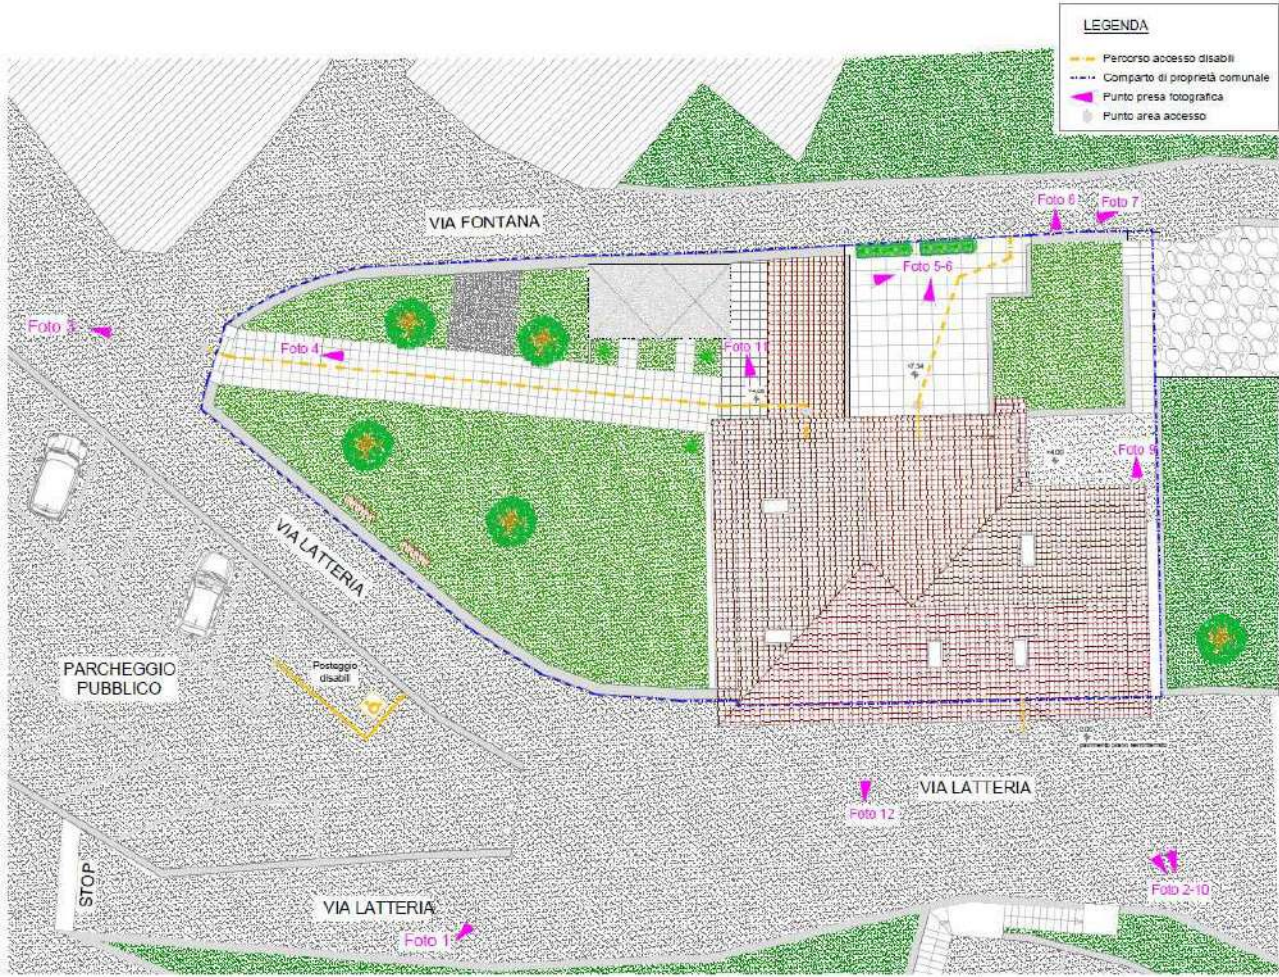 LEGENDA
Percorso accesso disabili
Comparto di proprietà comunale
Punto presa fotografica
Punto area accesso
VIA FONTANA
Foto 6
Foto 7
Foto 5-6
Foto 3
Foto 4
Foto 11
Foto 9
VIA LATTERIA
Posteggio
disabili
PARCHEGGIO
PUBBLICO
VIA LATTERIA
Foto 12
Foto 2-10
STOP
VIA LATTERIA
Foto 1